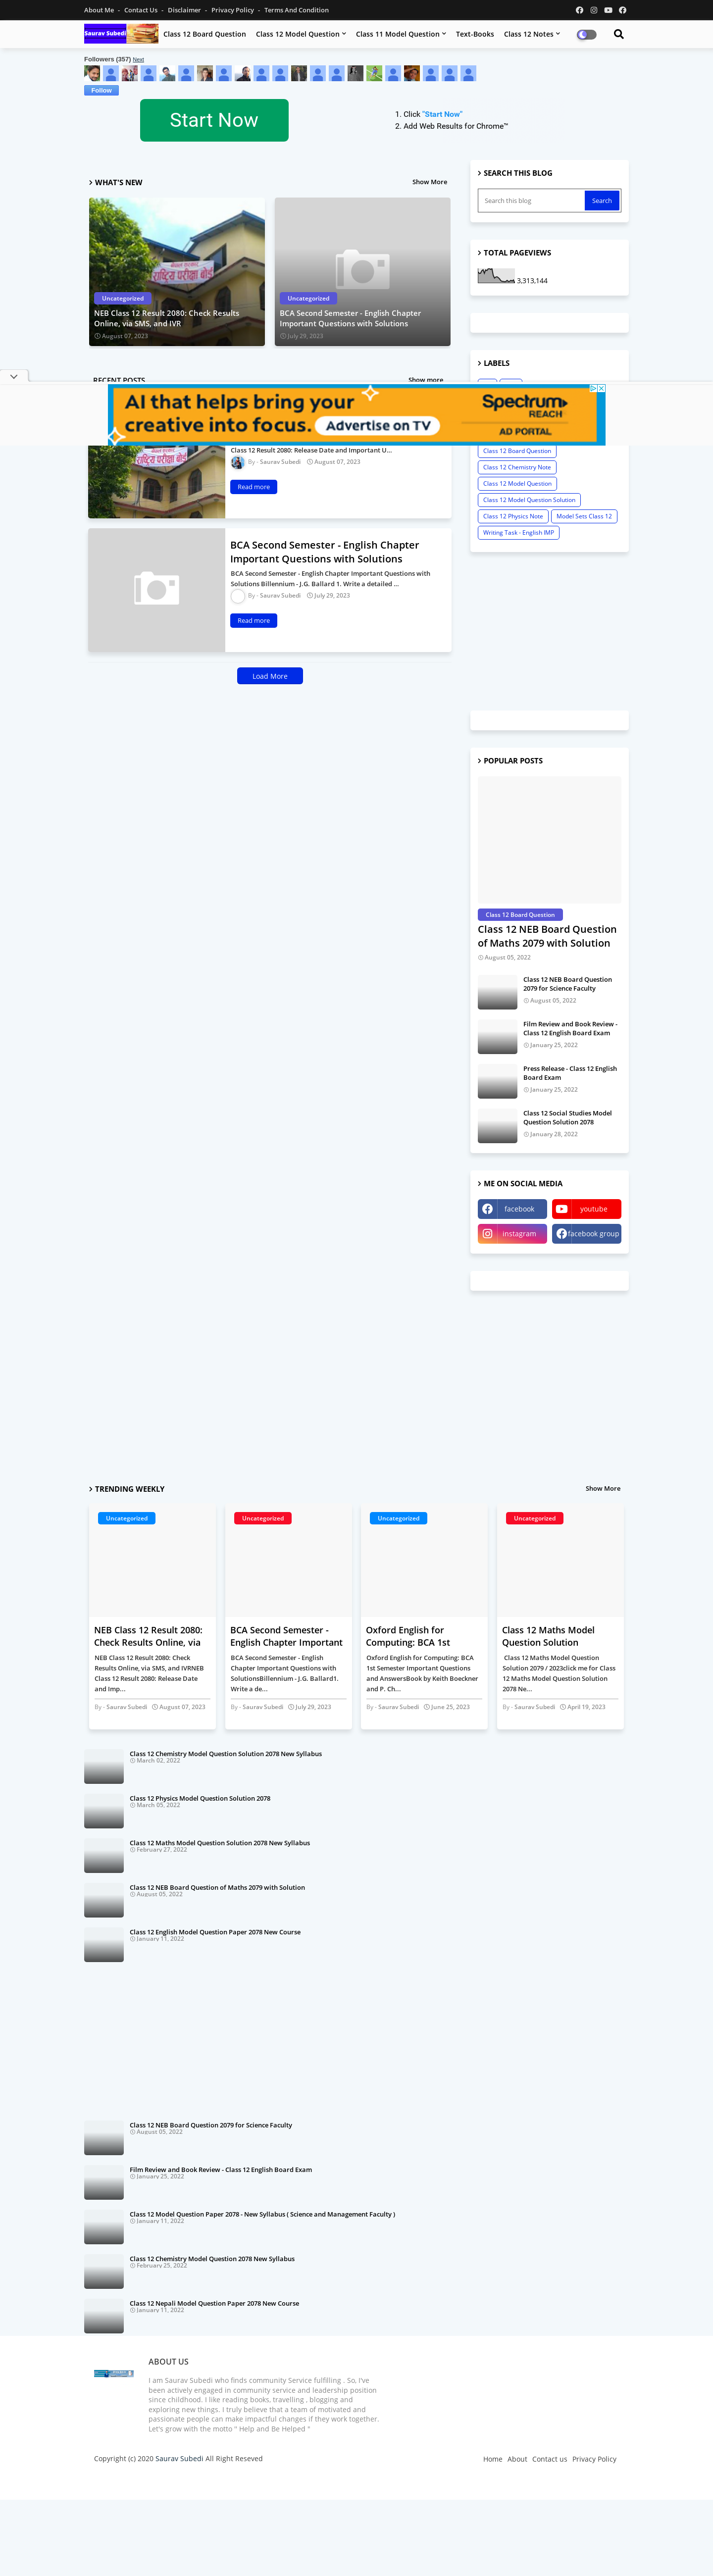 About Me - Contact Us - Disclaimer - Privacy Policy - Terms And Condition
Saurav Subedi
Class 12 Board Question Class 12 Model Question Class 11 Model Question Text-Books Class 12 Notes
Followers (357) Next
Follow
Start Now
1. Click "Start Now"
2. Add Web Results for Chrome™
WHAT'S NEW
Show More
Uncategorized
NEB Class 12 Result 2080: Check Results
Online, via SMS, and IVR
August 07, 2023
Uncategorized
BCA Second Semester - English Chapter
Important Questions with Solutions
July 29, 2023
RECENT POSTS
Show more
AI that helps bring your
creative into focus.
Advertise on TV
Spectrum
REACH
AD PORTAL
Class 12 Result 2080: Release Date and Important U...
By - Saurav Subedi August 07, 2023
Read more
BCA Second Semester - English Chapter
Important Questions with Solutions
BCA Second Semester - English Chapter Important Questions with
Solutions Billennium - J.G. Ballard 1. Write a detailed ...
By - Saurav Subedi July 29, 2023
Read more
Load More
SEARCH THIS BLOG
Search this blog
Search
TOTAL PAGEVIEWS
3,313,144
LABELS
Class 12 Board Question
Class 12 Chemistry Note
Class 12 Model Question
Class 12 Model Question Solution
Class 12 Physics Note Model Sets Class 12
Writing Task - English IMP
POPULAR POSTS
Class 12 Board Question
Class 12 NEB Board Question
of Maths 2079 with Solution
August 05, 2022
Class 12 NEB Board Question
2079 for Science Faculty
August 05, 2022
Film Review and Book Review -
Class 12 English Board Exam
January 25, 2022
Press Release - Class 12 English
Board Exam
January 25, 2022
Class 12 Social Studies Model
Question Solution 2078
January 28, 2022
ME ON SOCIAL MEDIA
facebook
youtube
instagram
facebook group
TRENDING WEEKLY
Show More
Uncategorized
NEB Class 12 Result 2080:
Check Results Online, via
NEB Class 12 Result 2080: Check
Results Online, via SMS, and IVRNEB
Class 12 Result 2080: Release Date
and Imp...
By - Saurav Subedi August 07, 2023
Uncategorized
BCA Second Semester -
English Chapter Important
BCA Second Semester - English
Chapter Important Questions with
SolutionsBillennium - J.G. Ballard1.
Write a de...
By - Saurav Subedi July 29, 2023
Uncategorized
Oxford English for
Computing: BCA 1st
Oxford English for Computing: BCA
1st Semester Important Questions
and AnswersBook by Keith Boeckner
and P. Ch...
By - Saurav Subedi June 25, 2023
Uncategorized
Class 12 Maths Model
Question Solution
Class 12 Maths Model Question
Solution 2079 / 2023click me for Class
12 Maths Model Question Solution
2078 Ne...
By - Saurav Subedi April 19, 2023
Class 12 Chemistry Model Question Solution 2078 New Syllabus
March 02, 2022
Class 12 Physics Model Question Solution 2078
March 05, 2022
Class 12 Maths Model Question Solution 2078 New Syllabus
February 27, 2022
Class 12 NEB Board Question of Maths 2079 with Solution
August 05, 2022
Class 12 English Model Question Paper 2078 New Course
January 11, 2022
Class 12 NEB Board Question 2079 for Science Faculty
August 05, 2022
Film Review and Book Review - Class 12 English Board Exam
January 25, 2022
Class 12 Model Question Paper 2078 - New Syllabus ( Science and Management Faculty )
January 11, 2022
Class 12 Chemistry Model Question 2078 New Syllabus
February 25, 2022
Class 12 Nepali Model Question Paper 2078 New Course
January 11, 2022
ABOUT US
I am Saurav Subedi who finds community Service fulfilling . So, I've
been actively engaged in community service and leadership position
since childhood. I like reading books, travelling , blogging and
exploring new things. I truly believe that a team of motivated and
passionate people can make impactful changes if they work together.
Let's grow with the motto " Help and Be Helped "
Copyright (c) 2020 Saurav Subedi All Right Reseved
Home About Contact us Privacy Policy